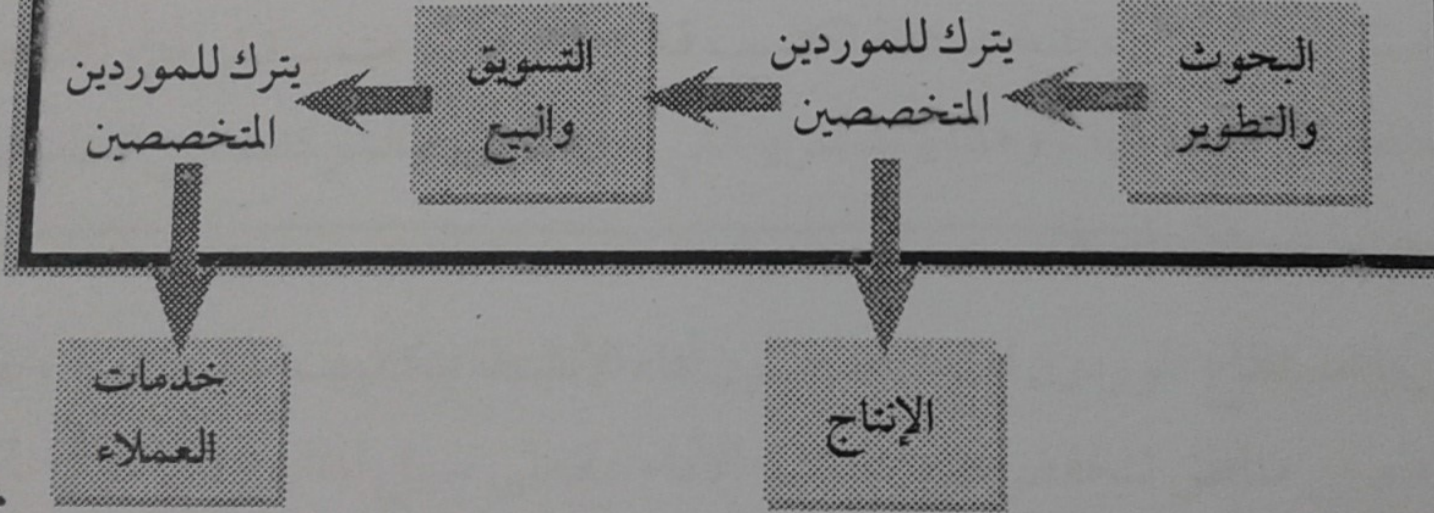 البحوث
والتطوير
يترك للموردين
المتخصصين
التسويق
والبيع
يترك للموردين
المتخصصين
الإنتاج
خدمات
العملاء